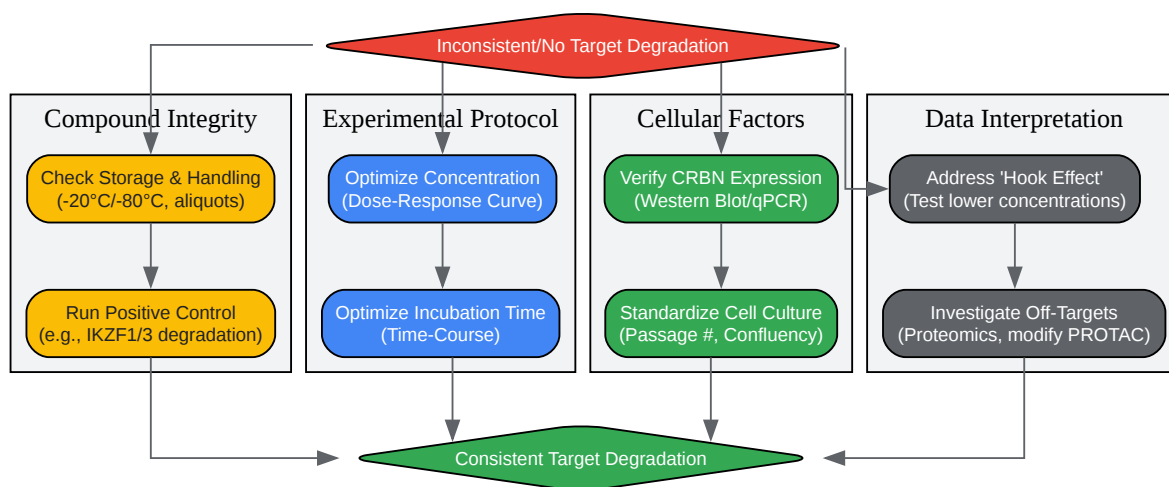 Inconsistent/No Target Degradation
Compound Integrity
Check Storage & Handling
(-20°C/-80°C, aliquots)
Run Positive Control
(e.g., IKZF1/3 degradation)
Experimental Protocol
Optimize Concentration
(Dose-Response Curve)
Optimize Incubation Time
(Time-Course)
Cellular Factors
Verify CRBN Expression
(Western Blot/qPCR)
Standardize Cell Culture
(Passage #, Confluency)
Data Interpretation
Address 'Hook Effect'
(Test lower concentrations)
Investigate Off-Targets
(Proteomics, modify PROTAC)
Consistent Target Degradation